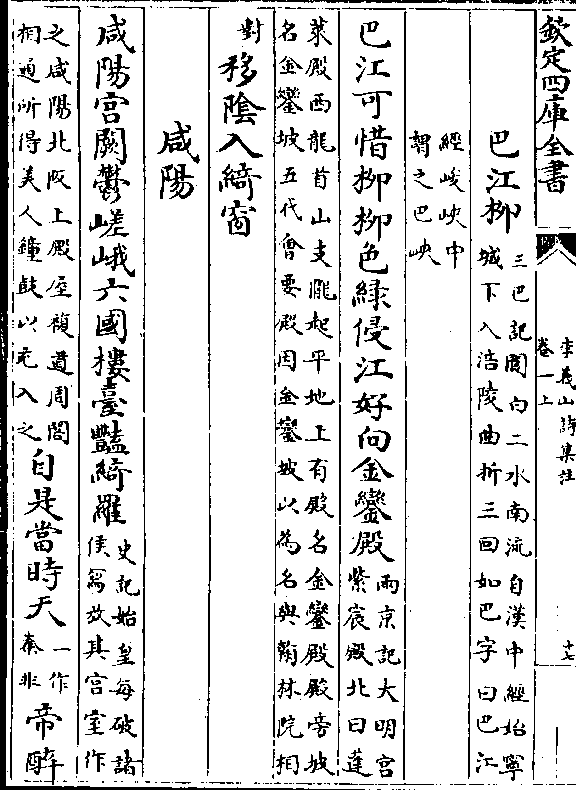 欽定四庫全書
李義山詩集注
卷一上
十七
巴江柳
三巴記閬白二水南流自漢中經始寧
城下入涪陵曲折三回如巴字曰巴江
經峻峽中
謂之巴峽
巴江可惜柳柳色綠侵江好向金鑾殿
兩京記大明宫
紫宸殿北曰蓬
萊殿西龍首山支隴起平地上有殿名金鑾殿殿旁坡
名金鑾坡五代會要殿因金鑾坡以為名與翰林院相
對
移陰入綺窗
咸陽
咸陽宫闕鬱嵯峨六國樓臺豔綺羅
史記始皇每破諸
侯寫放其宫室作
之咸陽北阪上殿屋複道周閣
相通所得美人鐘鼓以充入之
自是當時天
一作
秦非
帝醉